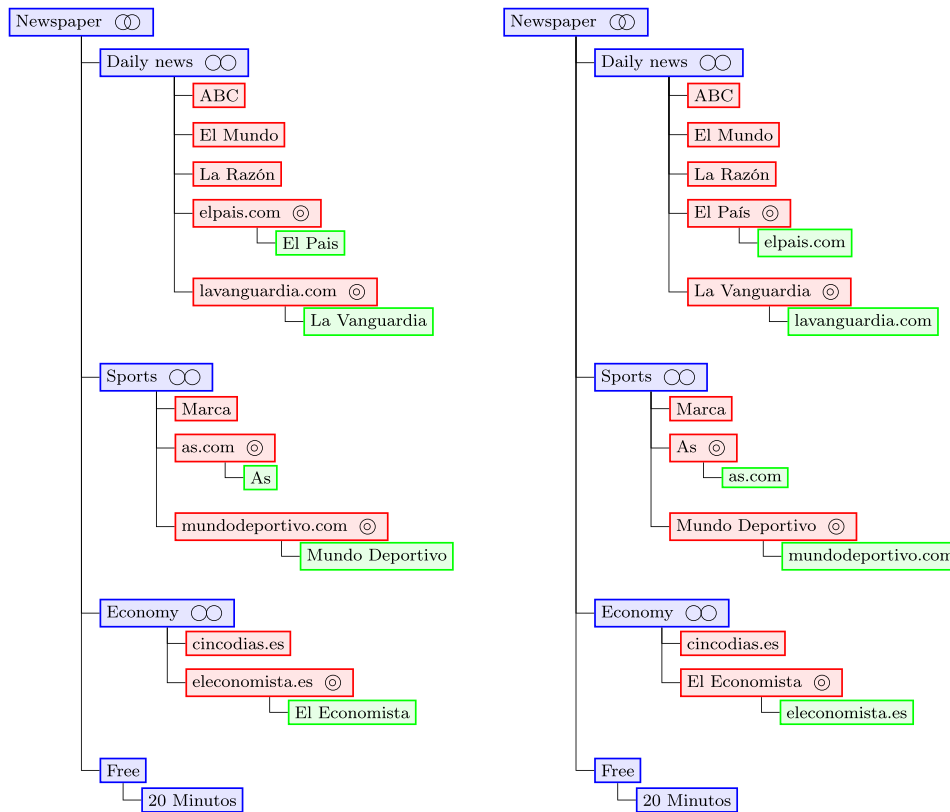 Newspaper
Daily news
ABC
El Mundo
La Razón
elpais.com
El Pais
lavanguardia.com
La Vanguardia
Sports
Marca
as.com
As
mundodeportivo.com
Mundo Deportivo
Economy
cincodias.es
eleconomista.es
El Economista
Free
20 Minutos
Newspaper
Daily news
ABC
El Mundo
La Razón
El País
elpais.com
La Vanguardia
lavanguardia.com
Sports
Marca
As
as.com
Mundo Deportivo
mundodeportivo.com
Economy
cincodias.es
El Economista
eleconomista.es
Free
20 Minutos